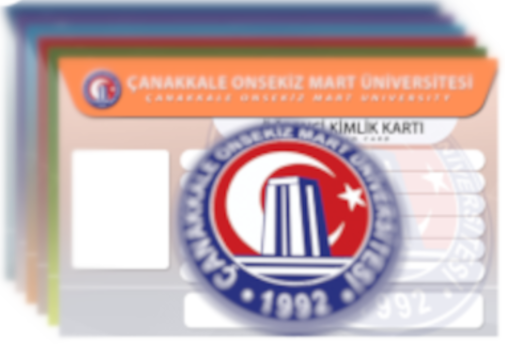 ÇANAKKALE ONSEKİZ MART ÜNİVERSİTESİ
ÇANAKKALE ONSEKIZ MART UNIVERSITY
KİMLİK KARTI
ÇANAKKALE ONSEKİZ MART ÜNİVERSİTESİ
• 1992 •